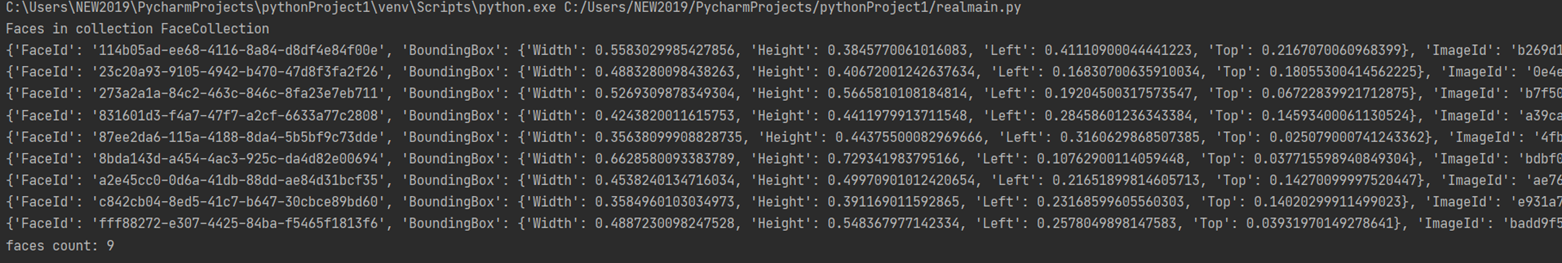 C:\Users\NEW2019\PycharmProjects\pythonProject1\venv\Scripts\python.exe C:/Users/NEW2019/PycharmProjects/pythonProject1/realmain.py
Faces in collection FaceCollection
{'FaceId': '114b05ad-ee68-4116-8a84-d8df4e84f00e', 'BoundingBox': {'Width': 0.5583029985427856, 'Height': 0.3845770061016083, 'Left': 0.41110900044441223, 'Top': 0.2167070060968399}, 'ImageId': 'b269d1
{'FaceId': '23c20a93-9105-4942-b470-47d8f3fa2f26', 'BoundingBox': {'Width': 0.4883280098438263, 'Height': 0.40672001242637634, 'Left': 0.16830700635910034, 'Top': 0.18055300414562225}, 'ImageId': '0e4e
{'FaceId': '273a2a1a-84c2-463c-846c-8fa23e7eb711', 'BoundingBox': {'Width': 0.5269309878349304, 'Height': 0.5665810108184814, 'Left': 0.19204500317573547, 'Top': 0.06722839921712875}, 'ImageId': 'b7f50
{'FaceId': '831601d3-f4a7-47f7-a2cf-6633a77c2808', 'BoundingBox': {'Width': 0.4243820011615753, 'Height': 0.4411979913711548, 'Left': 0.28458601236343384, 'Top': 0.14593400061130524}, 'ImageId': 'a39ca
{'FaceId': '87ee2da6-115a-4188-8da4-5b5bf9c73dde', 'BoundingBox': {'Width': 0.35638099908828735, 'Height': 0.44375500082969666, 'Left': 0.3160629868507385, 'Top': 0.025079000741243362}, 'ImageId': '4fb
{'FaceId': '8bda143d-a454-4ac3-925c-da4d82e00694', 'BoundingBox': {'Width': 0.6628580093383789, 'Height': 0.729341983795166, 'Left': 0.10762900114059448, 'Top': 0.037715598940849304}, 'ImageId': 'bdbf0
{'FaceId': 'a2e45cc0-0d6a-41db-88dd-ae84d31bcf35', 'BoundingBox': {'Width': 0.4538240134716034, 'Height': 0.49970901012420654, 'Left': 0.21651899814605713, 'Top': 0.14270099997520447}, 'ImageId': 'ae76
{'FaceId': 'c842cb04-8ed5-41c7-b647-30cbce89bd60', 'BoundingBox': {'Width': 0.3584960103034973, 'Height': 0.391169011592865, 'Left': 0.23168599605560303, 'Top': 0.14020299911499023}, 'ImageId': 'e931a7
{'FaceId': 'fff88272-e307-4425-84ba-f5465f1813f6', 'BoundingBox': {'Width': 0.4887230098247528, 'Height': 0.548367977142334, 'Left': 0.2578049898147583, 'Top': 0.03931970149278641}, 'ImageId': 'badd9f5
faces count: 9